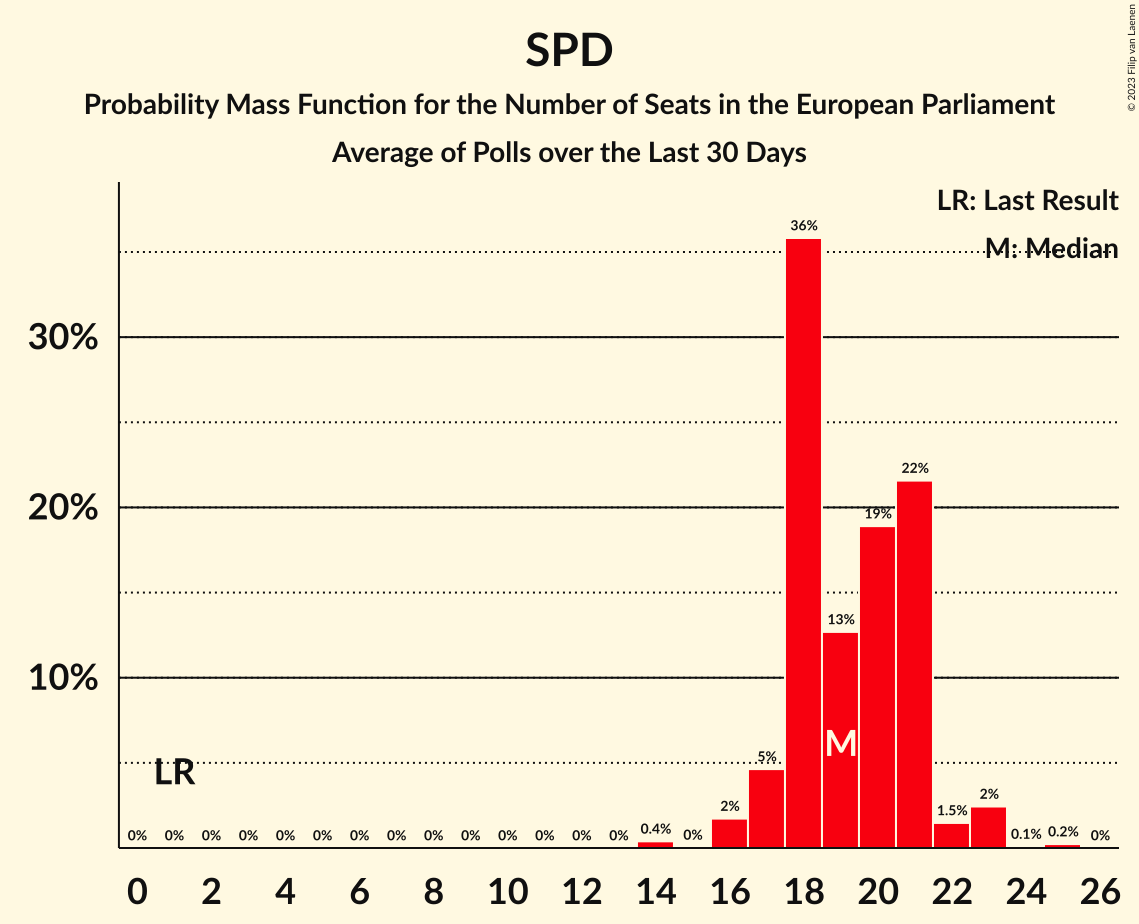 SPD
Probability Mass Function for the Number of Seats in the European Parliament
Average of Polls over the Last 30 Days
© 2023 Filip van Laenen
LR: Last Result
M: Median
30%
20%
10%
36%
22%
19%
13%
M
LR
5%
2%
2%
1.5%
0% 0% 0% 0% 0% 0% 0% 0% 0% 0% 0% 0% 0% 0% 0.4% 0% 0.1% 0.2% 0%
0 2 4 6 8 10 12 14 16 18 20 22 24 26